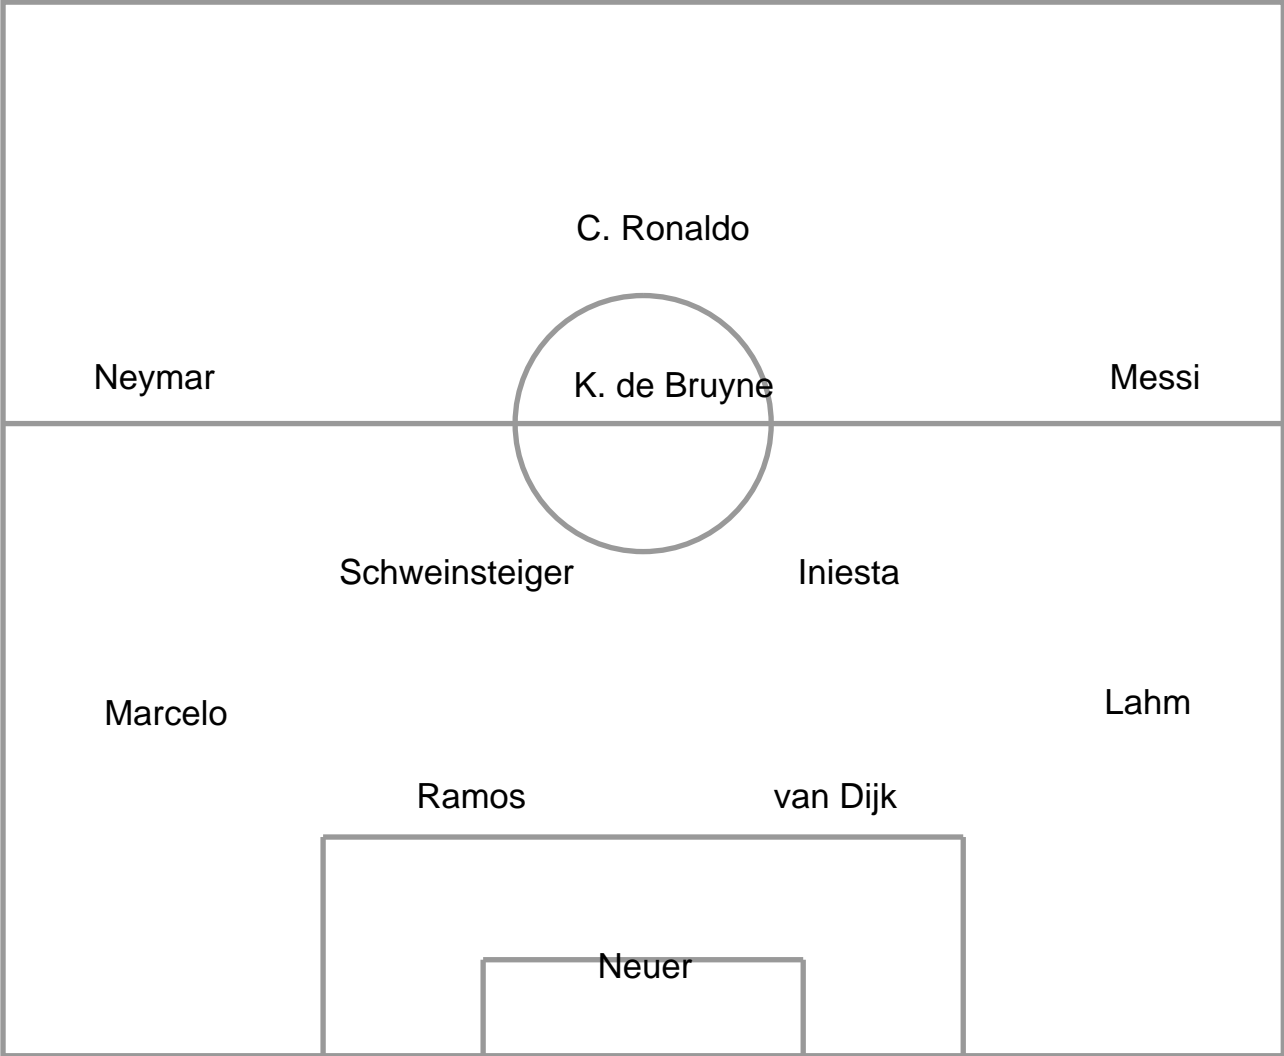 C. Ronaldo
Neymar
K. de Bruyne
Messi
Schweinsteiger
Iniesta
Marcelo
Lahm
Ramos
van Dijk
Neuer